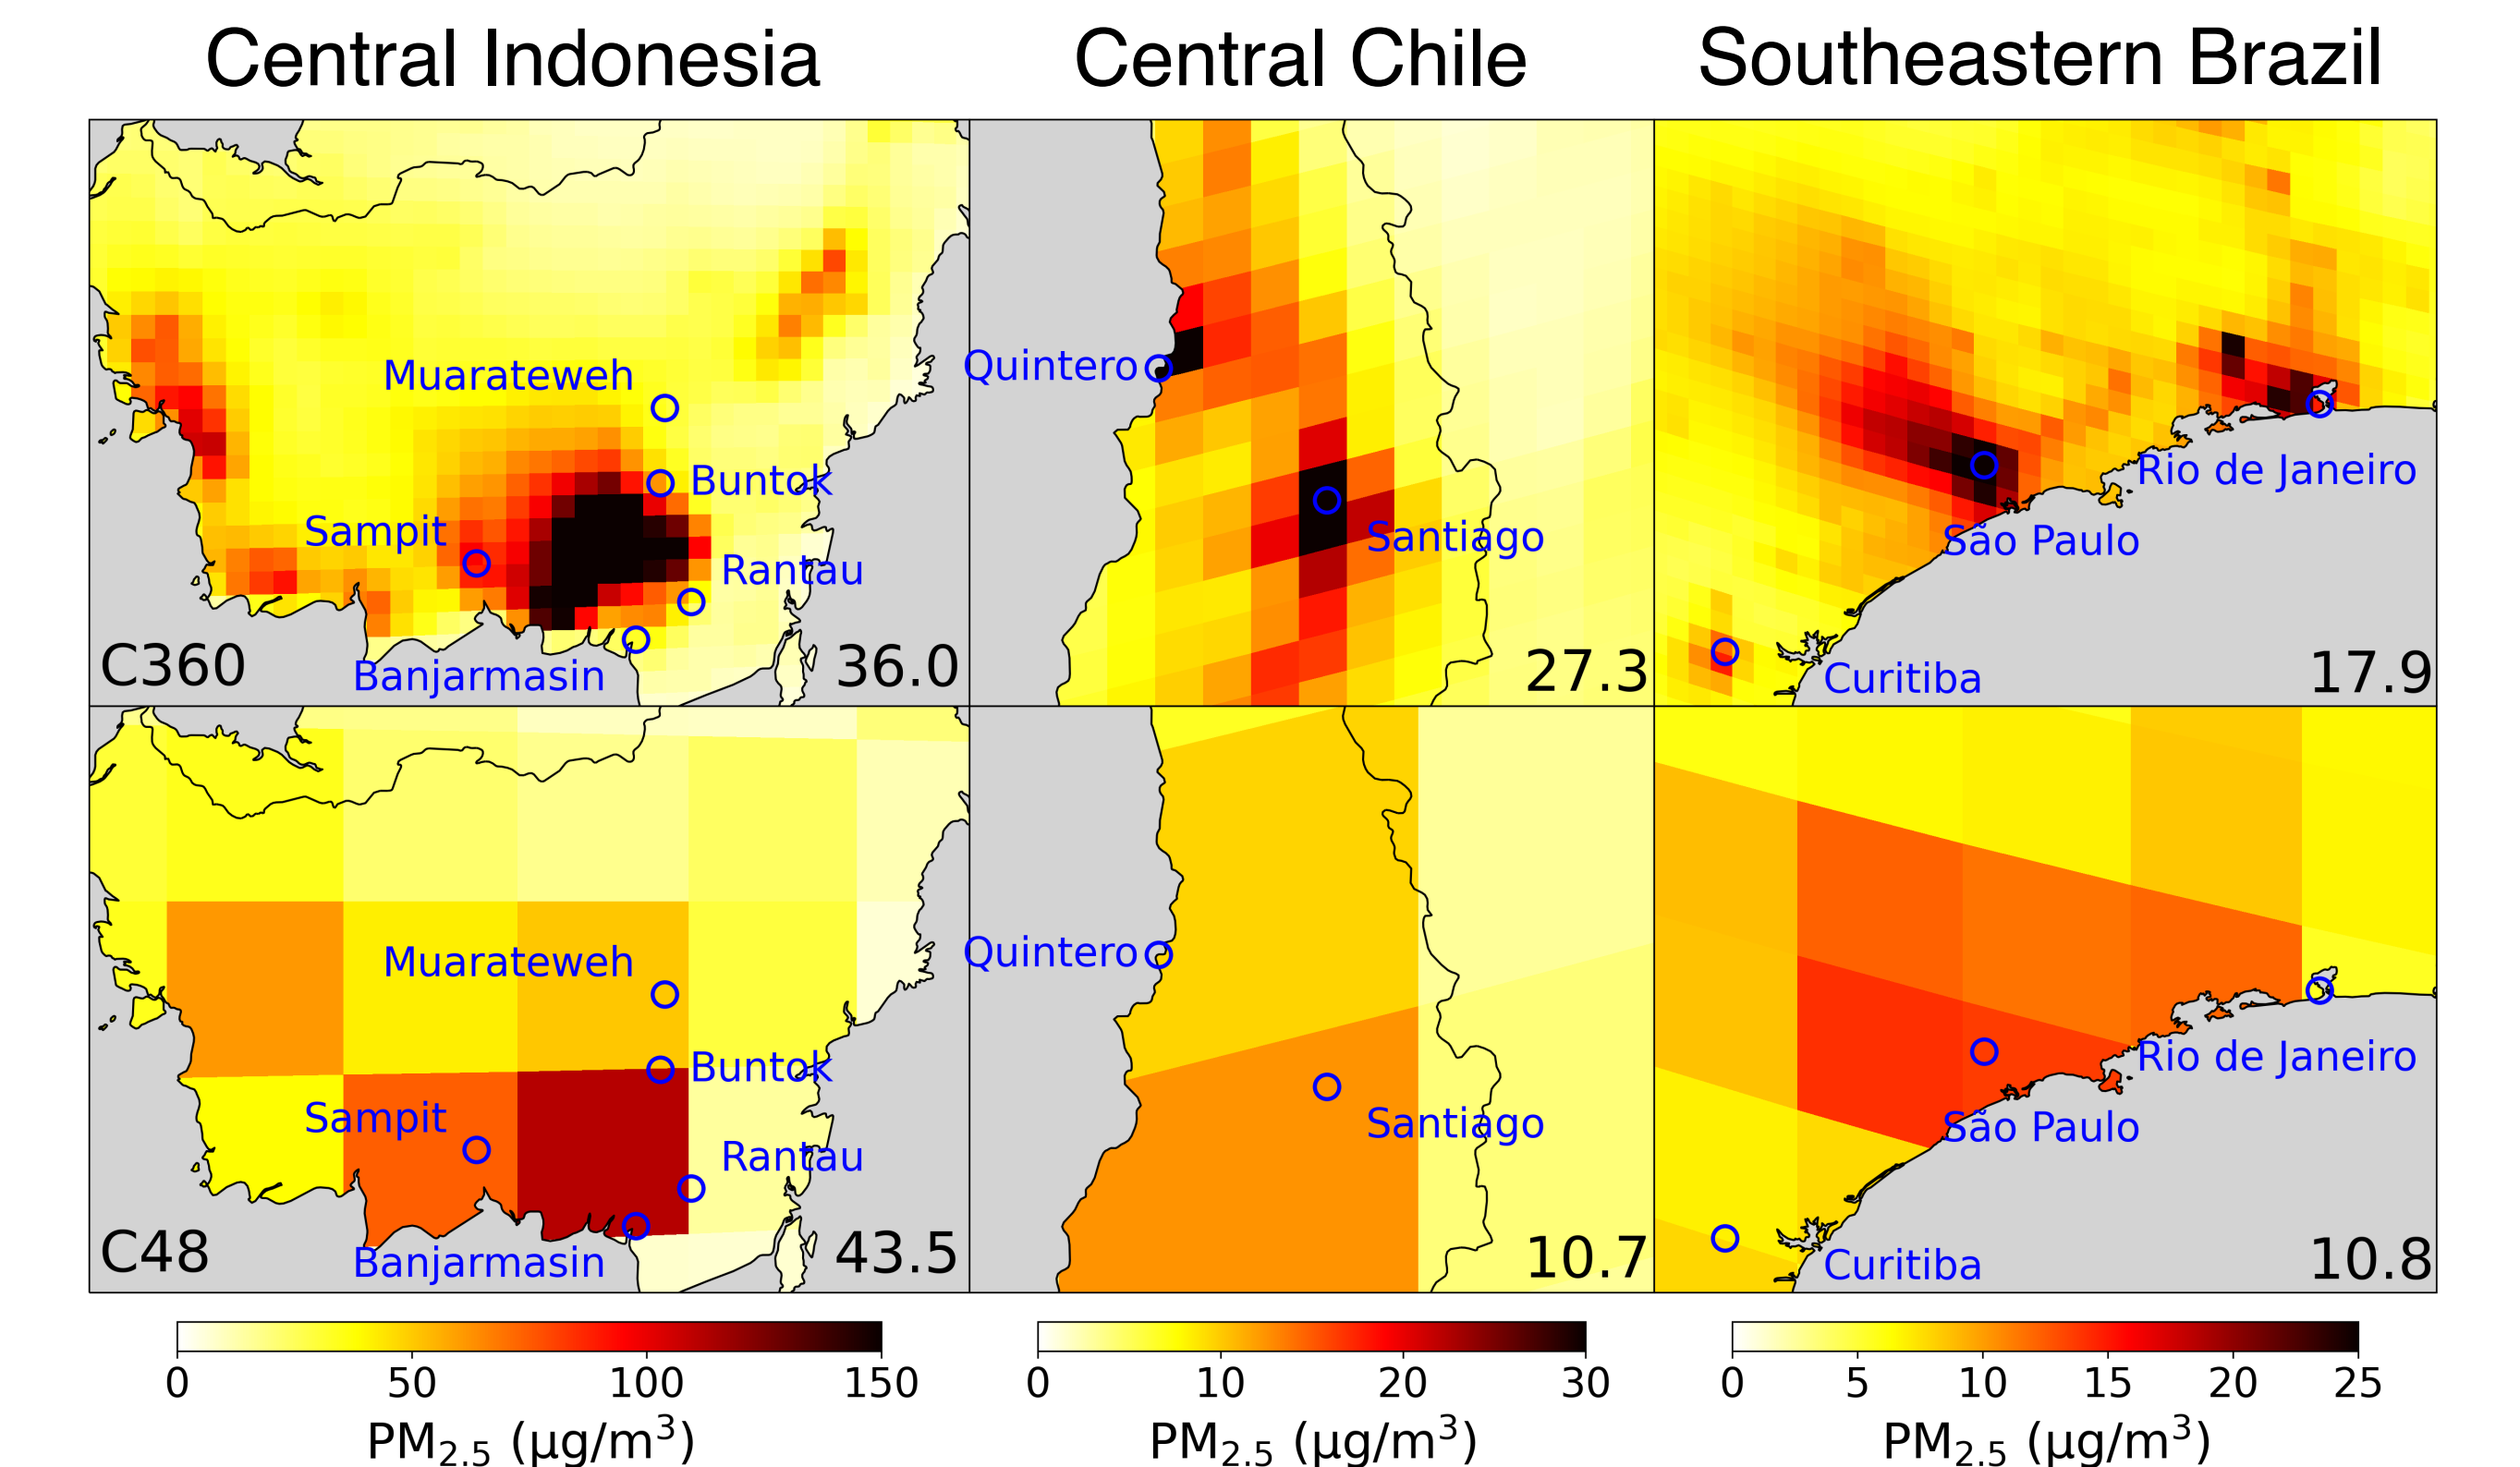 Central Indonesia
Central Chile
Southeastern Brazil
Muarateweh
Buntok
Sampit
Rantau
Banjarmasin
C360
36.0
Quintero
Santiago
27.3
Rio de Janeiro
São Paulo
Curitiba
17.9
Muarateweh
Buntok
Sampit
Rantau
Banjarmasin
C48
43.5
Quintero
Santiago
10.7
Rio de Janeiro
São Paulo
Curitiba
10.8
0 50 100 150
PM2.5 (μg/m³)
0 10 20 30
PM2.5 (μg/m³)
0 5 10 15 20 25
PM2.5 (μg/m³)